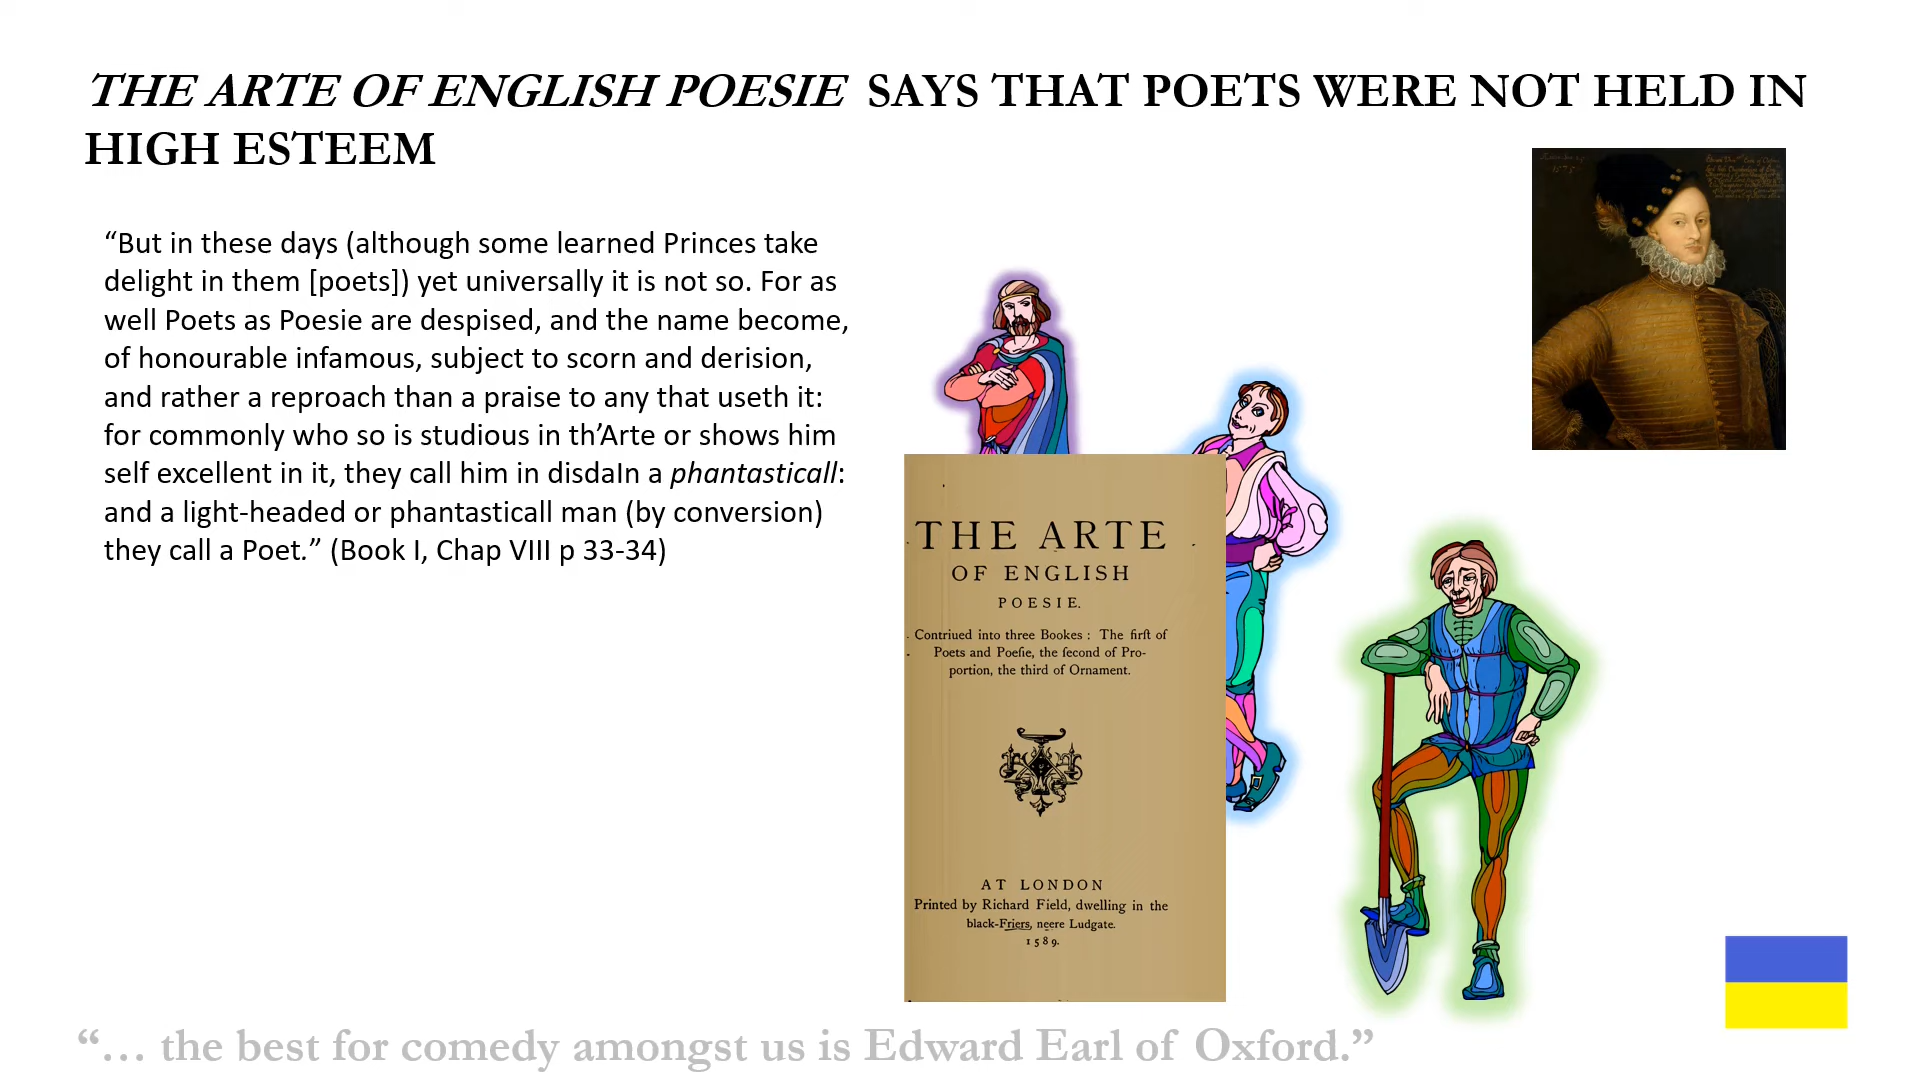 THE ARTE OF ENGLISH POESIE SAYS THAT POETS WERE NOT HELD IN
HIGH ESTEEM
“But in these days (although some learned Princes take
delight in them [poets]) yet universally it is not so. For as
well Poets as Poesie are despised, and the name become,
of honourable infamous, subject to scorn and derision,
and rather a reproach than a praise to any that useth it:
for commonly who so is studious in th’Arte or shows him
self excellent in it, they call him in disdaIn a phantasticall:
and a light-headed or phantasticall man (by conversion)
they call a Poet.” (Book I, Chap VIII p 33-34)
THE ARTE
OF ENGLISH
POESIE.
Contriued into three Bookes : The firſt of
Poets and Poeſie, the ſecond of Pro-
portion, the third of Ornament.
AT LONDON
Printed by Richard Field, dwelling in the
black-Friers, neere Ludgate.
1589.
“… the best for comedy amongst us is Edward Earl of Oxford.”